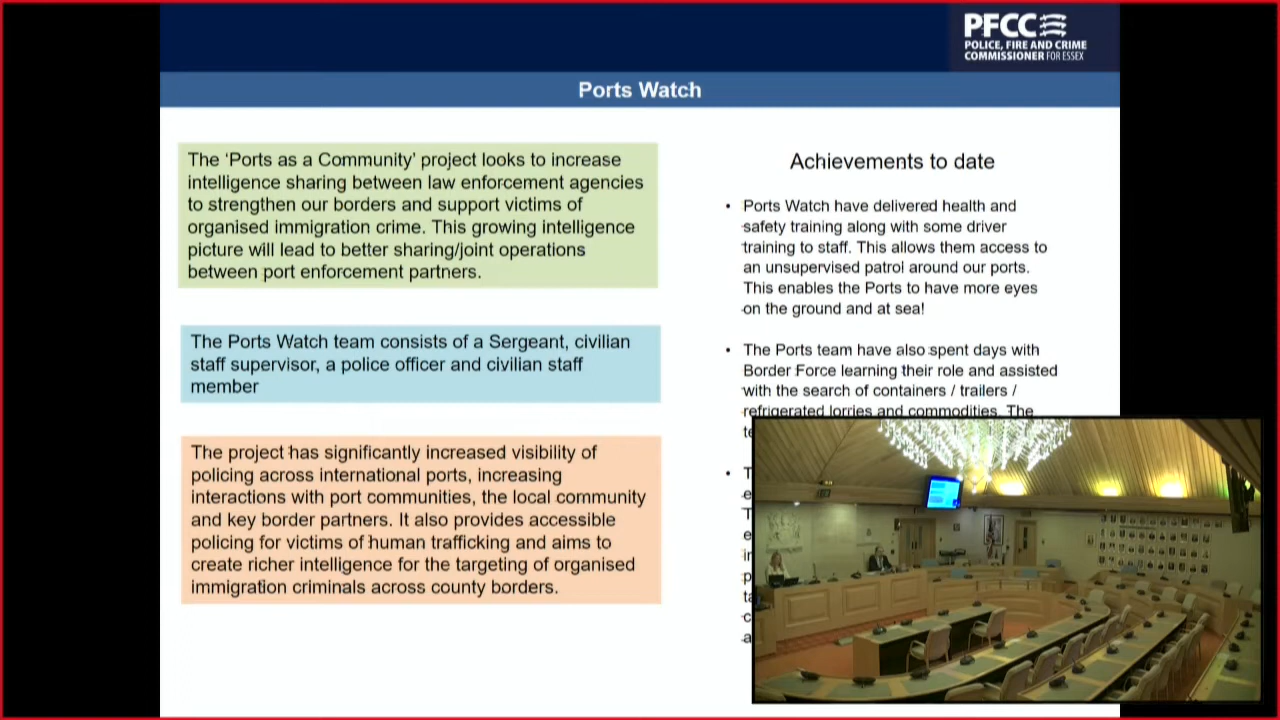 PFCC
POLICE, FIRE AND CRIME
COMMISSIONER FOR ESSEX
Ports Watch
The ‘Ports as a Community’ project looks to increase
intelligence sharing between law enforcement agencies
to strengthen our borders and support victims of
organised immigration crime. This growing intelligence
picture will lead to better sharing/joint operations
between port enforcement partners.
The Ports Watch team consists of a Sergeant, civilian
staff supervisor, a police officer and civilian staff
member
The project has significantly increased visibility of
policing across international ports, increasing
interactions with port communities, the local community
and key border partners. It also provides accessible
policing for victims of human trafficking and aims to
create richer intelligence for the targeting of organised
immigration criminals across county borders.
Achievements to date
• Ports Watch have delivered health and
safety training along with some driver
training to staff. This allows them access to
an unsupervised patrol around our ports.
This enables the Ports to have more eyes
on the ground and at sea!
• The Ports team have also spent days with
Border Force learning their role and assisted
with the search of containers / trailers /
refrigerated lorries and commodities. The